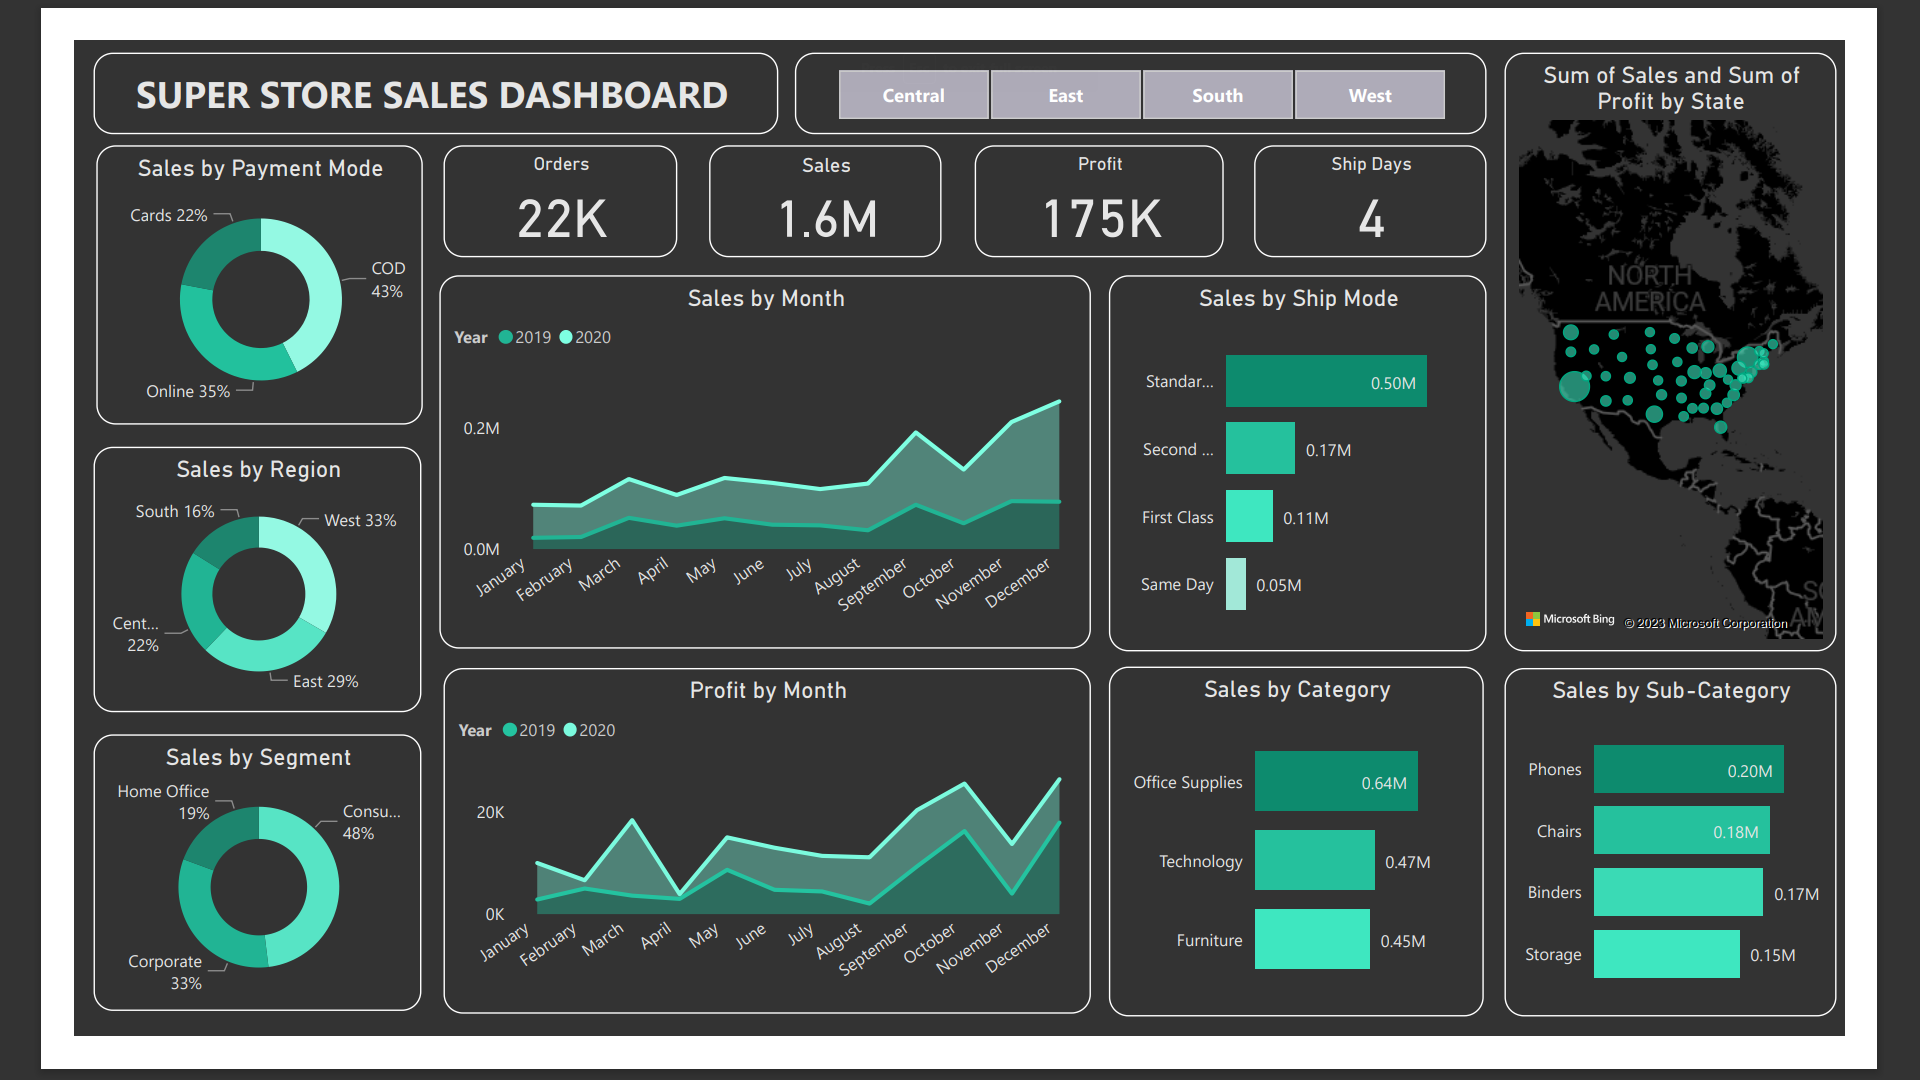 SUPER STORE SALES DASHBOARD
Central
East
South
West
Sum of Sales and Sum of
Profit by State
Sales by Payment Mode
Cards 22%
COD
43%
Online 35%
Orders
22K
Sales
1.6M
Profit
175K
Ship Days
4
NORTH
AMERICA
Microsoft Bing
© 2023 Microsoft Corporation
Sales by Month
Year 2019 2020
0.2M
0.0M
January
February
March
April
May
June
July
August
September
October
November
December
Sales by Ship Mode
Standar...
0.50M
Second ...
0.17M
First Class
0.11M
Same Day
0.05M
Sales by Region
South 16%
West 33%
Cent...
22%
East 29%
Sales by Segment
Home Office
19%
Consu...
48%
Corporate
33%
Profit by Month
Year 2019 2020
20K
0K
January
February
March
April
May
June
July
August
September
October
November
December
Sales by Category
Office Supplies
0.64M
Technology
0.47M
Furniture
0.45M
Sales by Sub-Category
Phones
0.20M
Chairs
0.18M
Binders
0.17M
Storage
0.15M